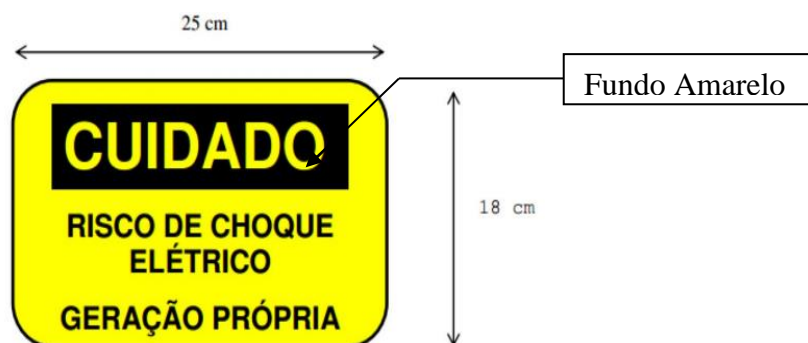 25 cm
Fundo Amarelo
CUIDADO
18 cm
RISCO DE CHOQUE
ELÉTRICO
GERAÇÃO PRÓPRIA